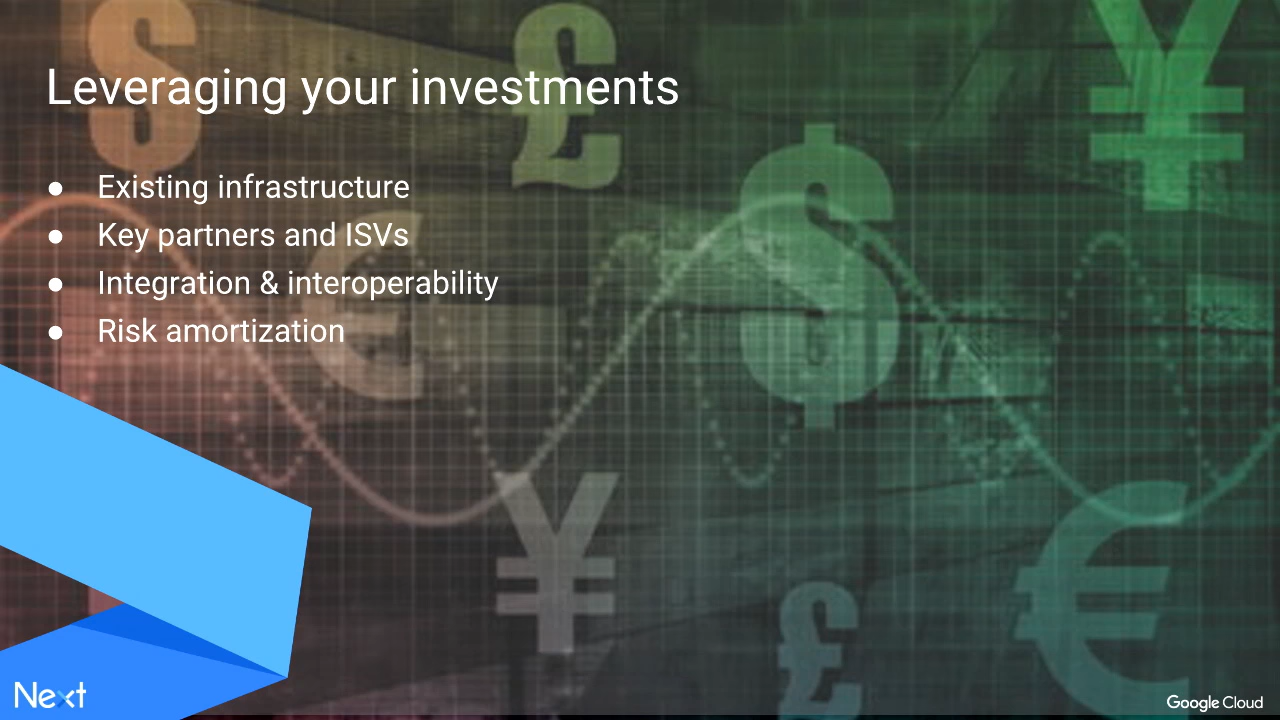 Leveraging your investments
● Existing infrastructure
● Key partners and ISVs
● Integration & interoperability
● Risk amortization
$ £ ¥
$
€
¥
£
€
Next
Google Cloud